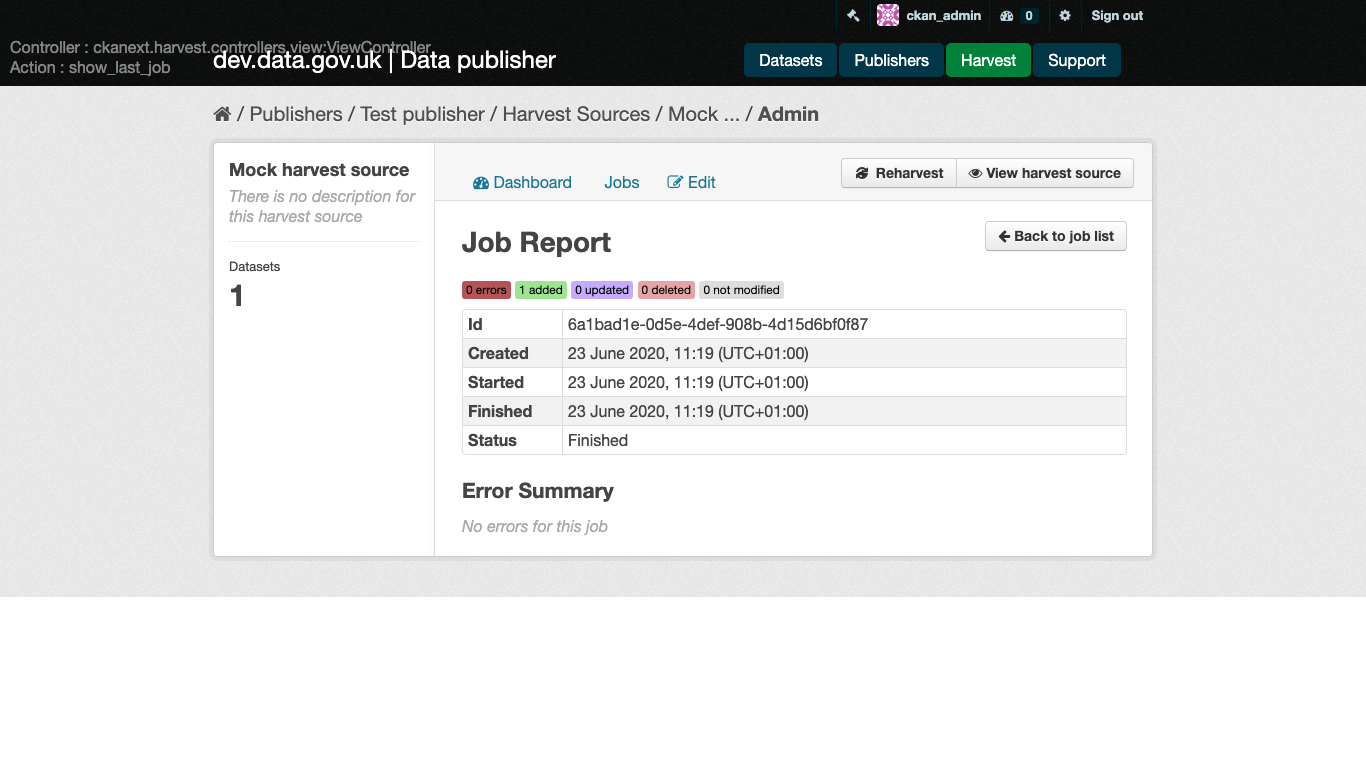 ckan_admin 0 Sign out
Controller : ckanext.harvest.controllers.view:ViewController
Action : show_last_job
dev.data.gov.uk | Data publisher
Datasets Publishers Harvest Support
/ Publishers / Test publisher / Harvest Sources / Mock ... / Admin
Mock harvest source
There is no description for
this harvest source
Datasets
1
Dashboard Jobs Edit
Reharvest View harvest source
Job Report
Back to job list
0 errors 1 added 0 updated 0 deleted 0 not modified
Id 6a1bad1e-0d5e-4def-908b-4d15d6bf0f87
Created 23 June 2020, 11:19 (UTC+01:00)
Started 23 June 2020, 11:19 (UTC+01:00)
Finished 23 June 2020, 11:19 (UTC+01:00)
Status Finished
Error Summary
No errors for this job